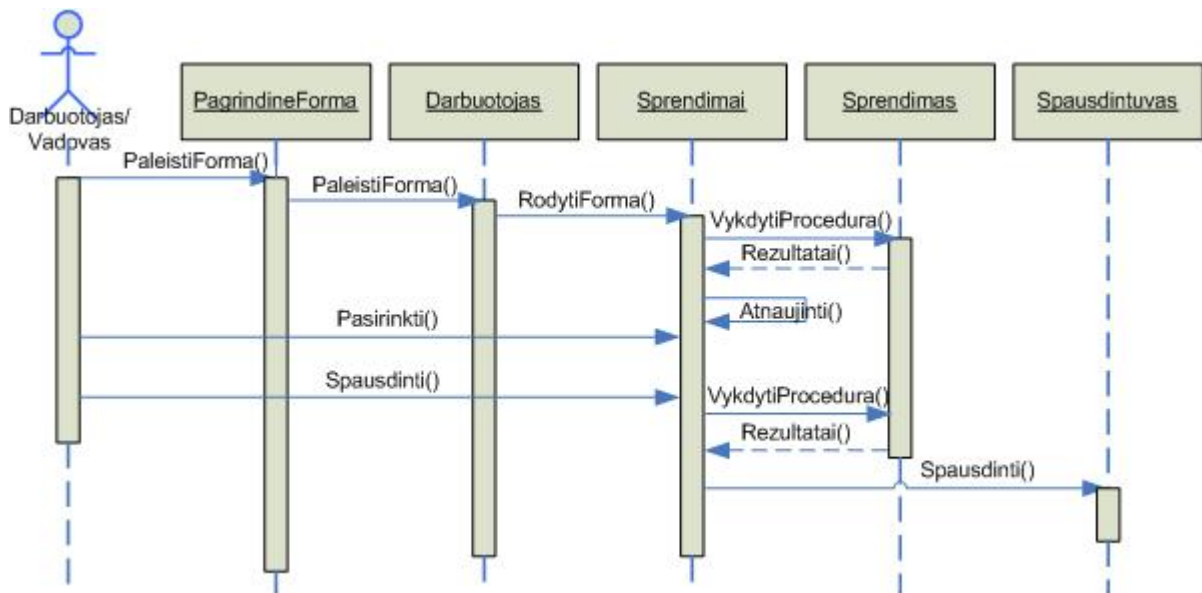 PagrindineForma
Darbuotojas
Sprendimai
Sprendimas
Spausdintuvas
Darbuotojas/
Vadovas
PaleistiForma()
PaleistiForma()
RodytiForma()
VykdytiProcedura()
Rezultatai()
Atnaujinti()
Pasirinkti()
Spausdinti()
VykdytiProcedura()
Rezultatai()
Spausdinti()